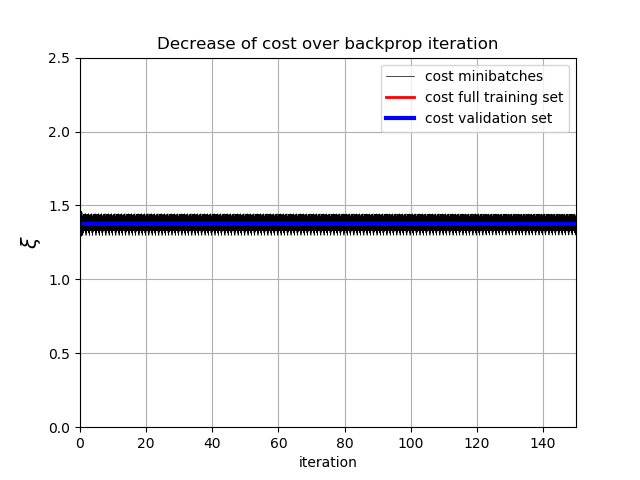 Decrease of cost over backprop iteration
2.5
2.0
1.5
1.0
0.5
0.0
ξ
cost minibatches
cost full training set
cost validation set
0 20 40 60 80 100 120 140
iteration